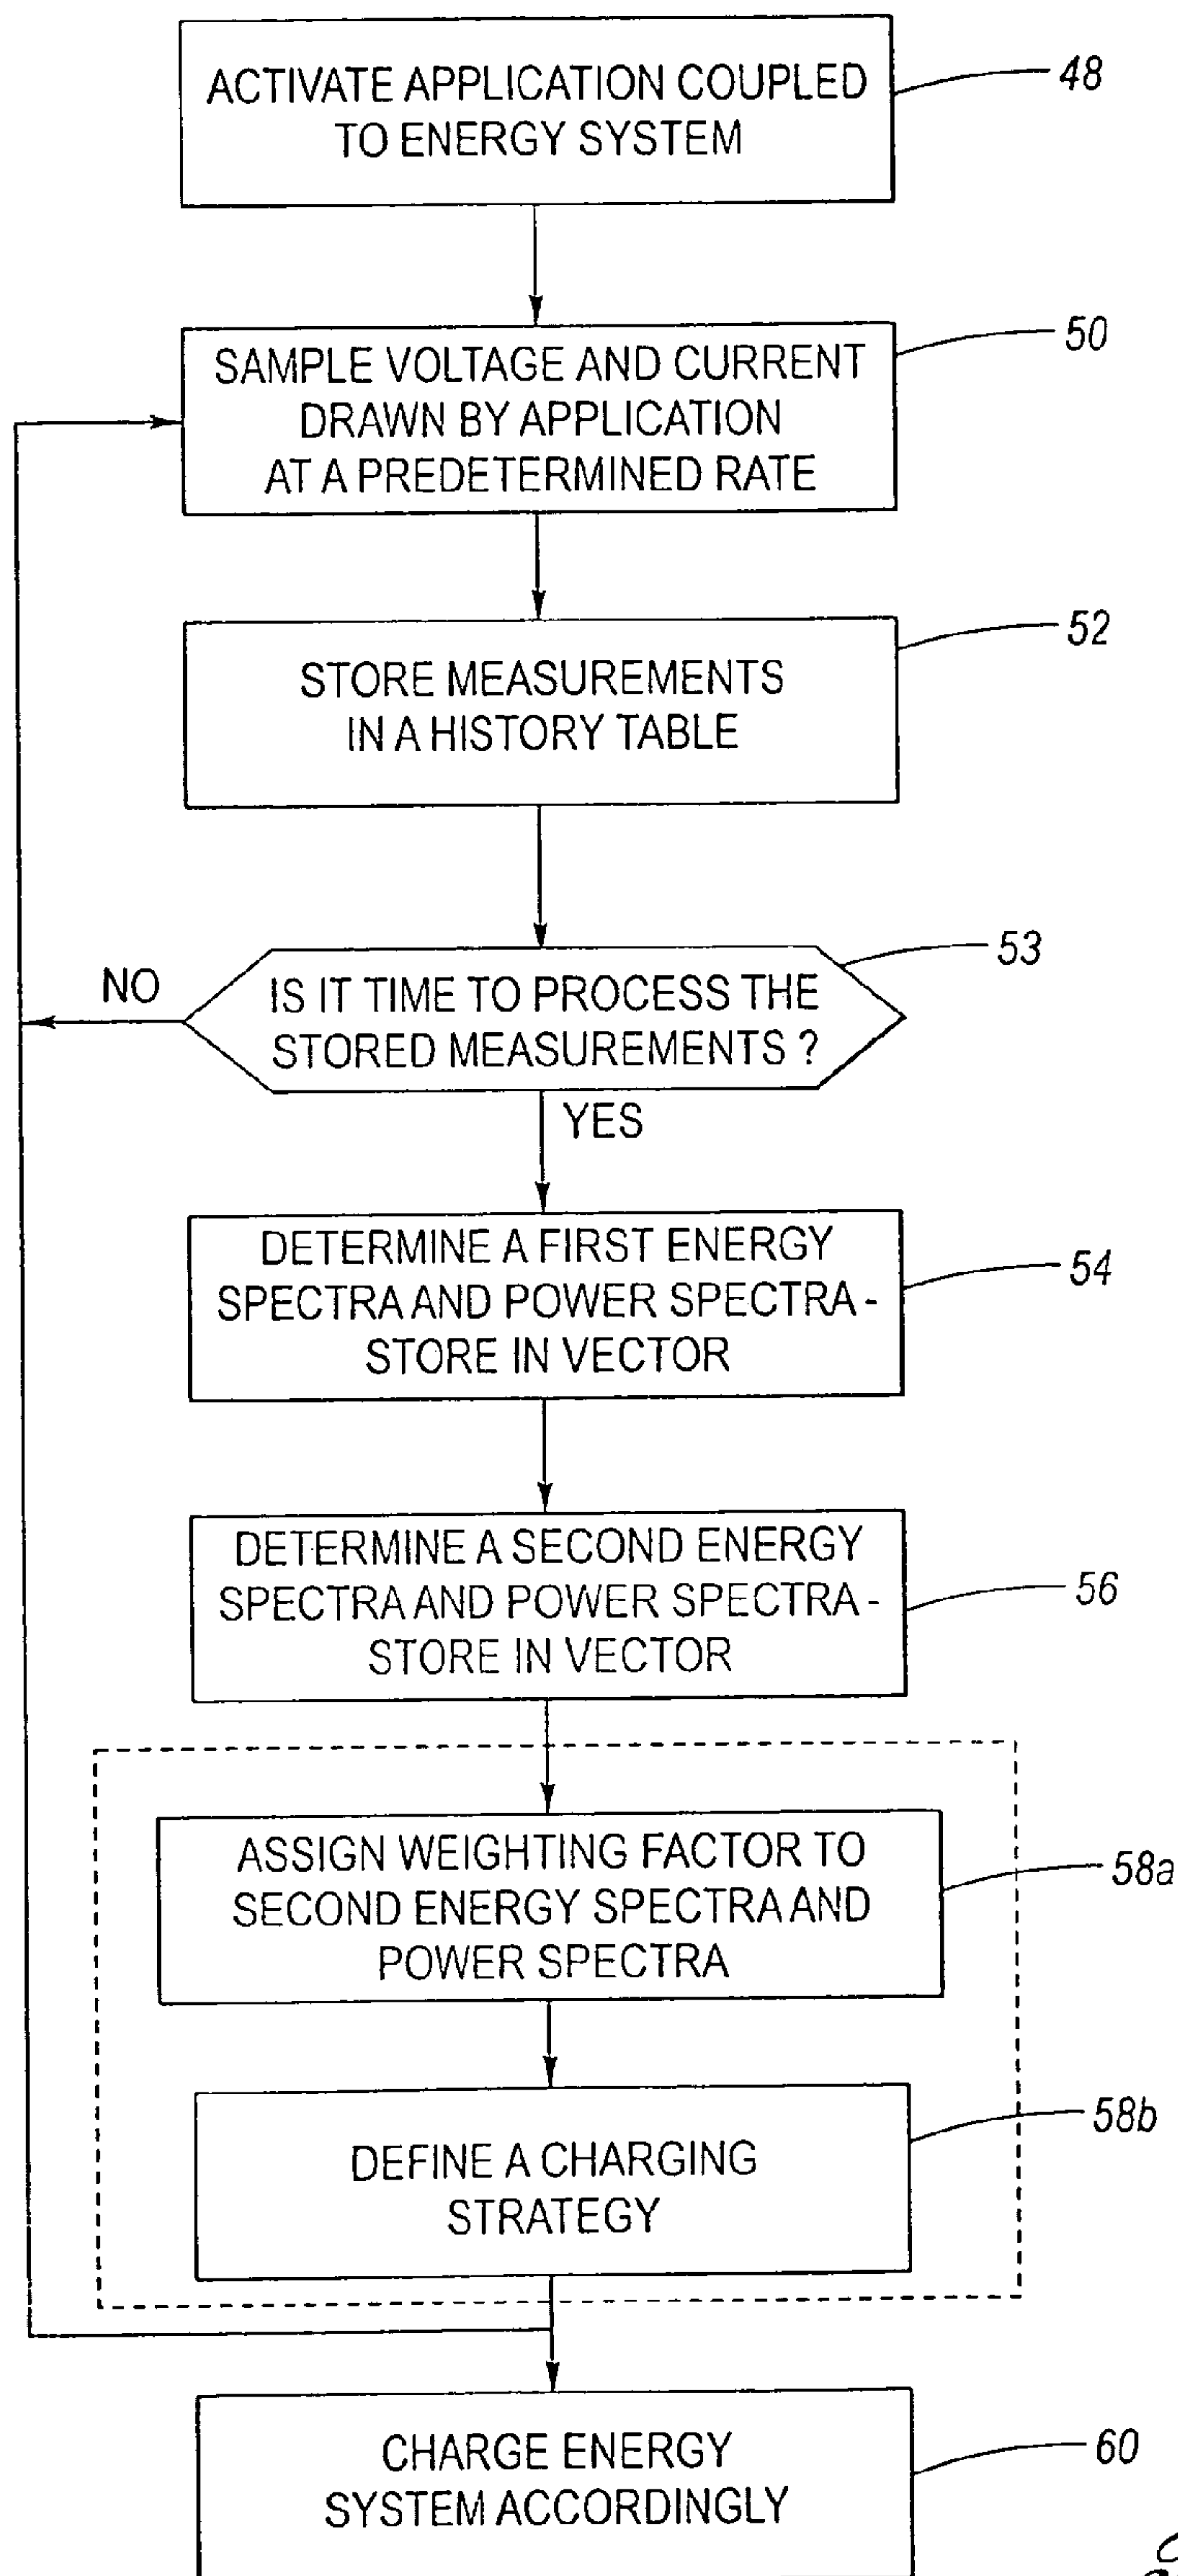 ACTIVATE APPLICATION COUPLED
TO ENERGY SYSTEM
48
SAMPLE VOLTAGE AND CURRENT
DRAWN BY APPLICATION
AT A PREDETERMINED RATE
50
STORE MEASUREMENTS
IN A HISTORY TABLE
52
IS IT TIME TO PROCESS THE
STORED MEASUREMENTS ?
53
NO
YES
DETERMINE A FIRST ENERGY
SPECTRA AND POWER SPECTRA -
STORE IN VECTOR
54
DETERMINE A SECOND ENERGY
SPECTRA AND POWER SPECTRA -
STORE IN VECTOR
56
ASSIGN WEIGHTING FACTOR TO
SECOND ENERGY SPECTRA AND
POWER SPECTRA
58a
DEFINE A CHARGING
STRATEGY
58b
CHARGE ENERGY
SYSTEM ACCORDINGLY
60